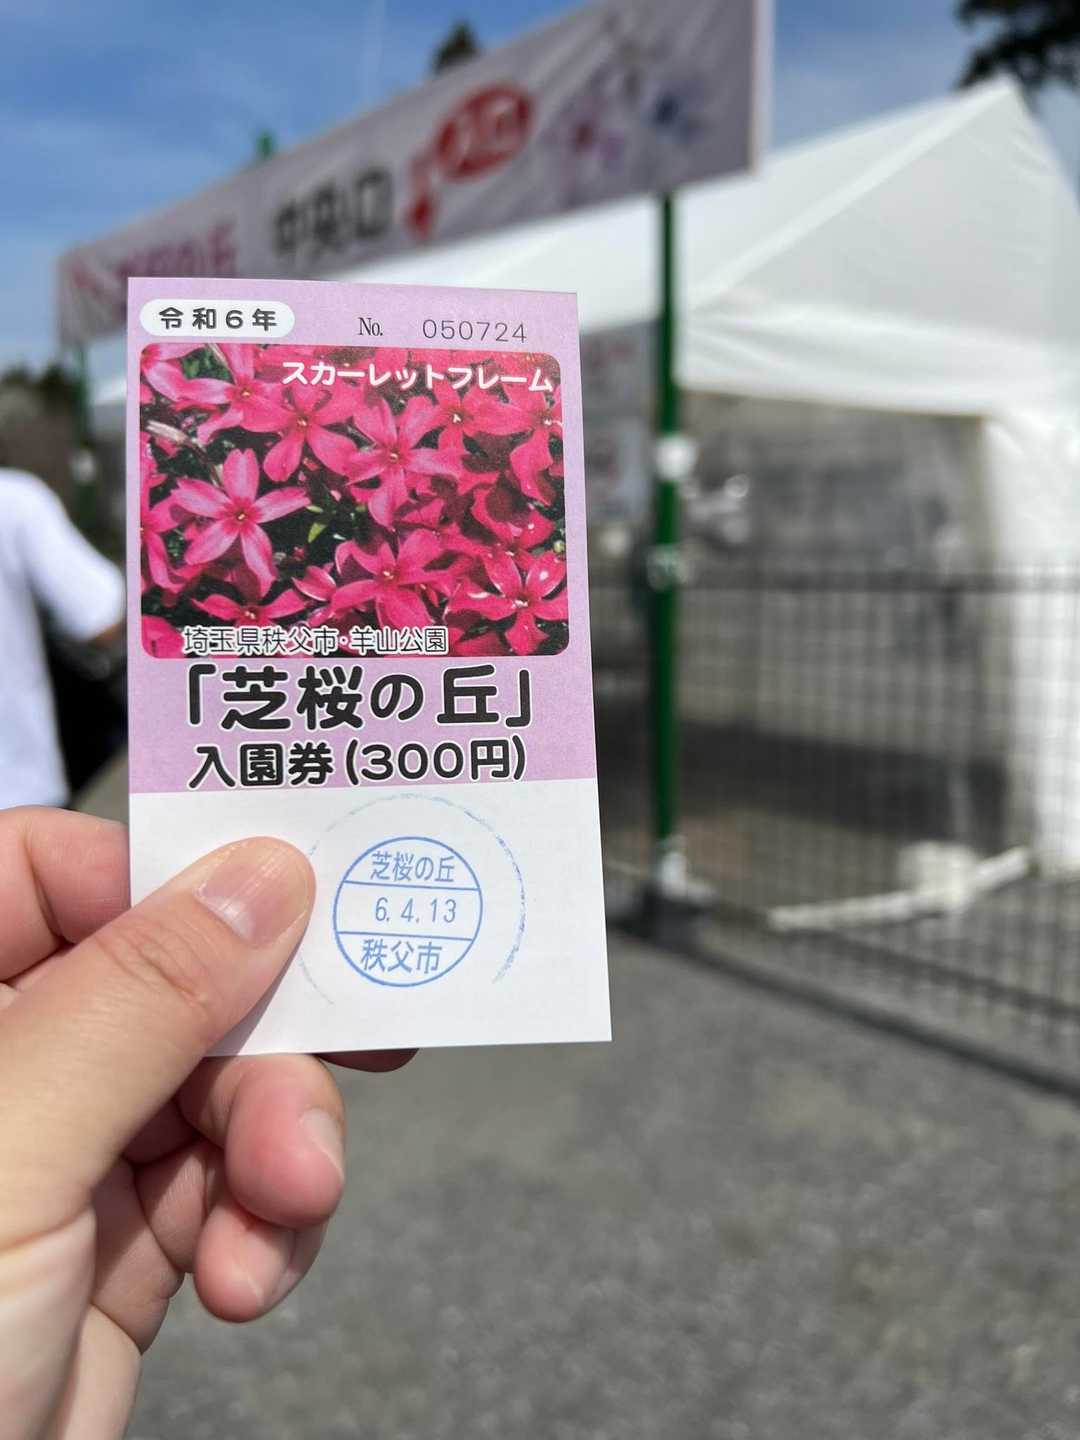 中央口
令和6年
No. 050724
スカーレットフレーム
埼玉県秩父市・羊山公園
「芝桜の丘」
入園券(300円)
芝桜の丘
6.4.13
秩父市